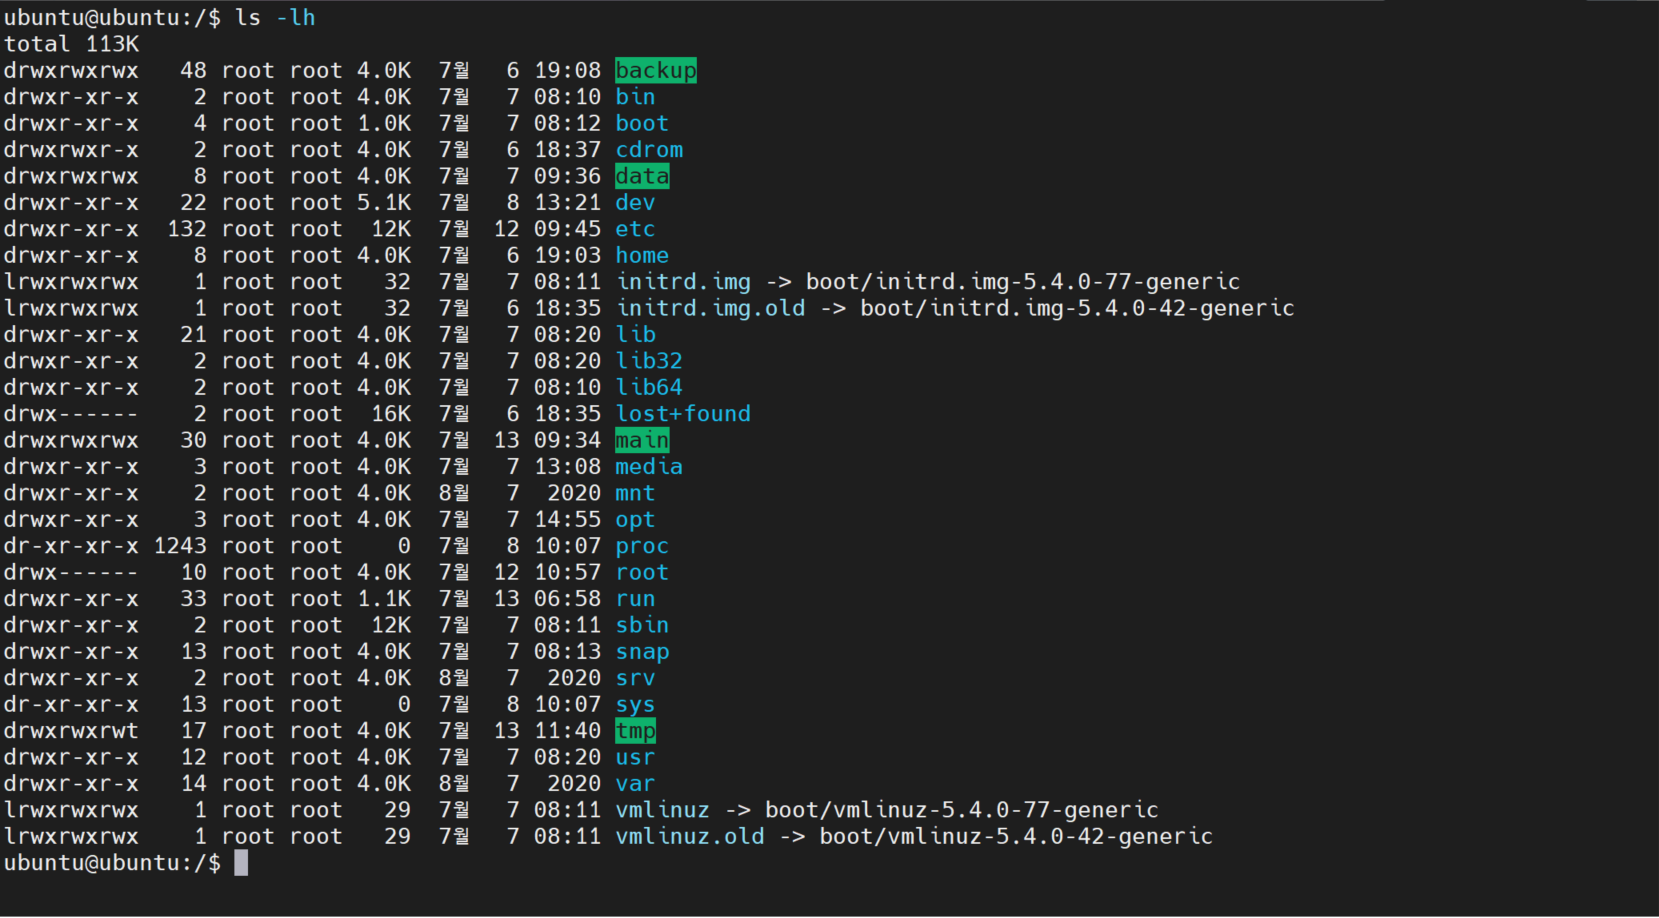 ubuntu@ubuntu:/$ ls -lh
total 113K
drwxrwxrwx   48 root root 4.0K  7월   6 19:08 backup
drwxr-xr-x    2 root root 4.0K  7월   7 08:10 bin
drwxr-xr-x    4 root root 1.0K  7월   7 08:12 boot
drwxrwxr-x    2 root root 4.0K  7월   6 18:37 cdrom
drwxrwxrwx    8 root root 4.0K  7월   7 09:36 data
drwxr-xr-x   22 root root 5.1K  7월   8 13:21 dev
drwxr-xr-x  132 root root  12K  7월  12 09:45 etc
drwxr-xr-x    8 root root 4.0K  7월   6 19:03 home
lrwxrwxrwx    1 root root   32  7월   7 08:11 initrd.img -> boot/initrd.img-5.4.0-77-generic
lrwxrwxrwx    1 root root   32  7월   6 18:35 initrd.img.old -> boot/initrd.img-5.4.0-42-generic
drwxr-xr-x   21 root root 4.0K  7월   7 08:20 lib
drwxr-xr-x    2 root root 4.0K  7월   7 08:20 lib32
drwxr-xr-x    2 root root 4.0K  7월   7 08:10 lib64
drwx------    2 root root  16K  7월   6 18:35 lost+found
drwxrwxrwx   30 root root 4.0K  7월  13 09:34 main
drwxr-xr-x    3 root root 4.0K  7월   7 13:08 media
drwxr-xr-x    2 root root 4.0K  8월   7  2020 mnt
drwxr-xr-x    3 root root 4.0K  7월   7 14:55 opt
dr-xr-xr-x 1243 root root    0  7월   8 10:07 proc
drwx------   10 root root 4.0K  7월  12 10:57 root
drwxr-xr-x   33 root root 1.1K  7월  13 06:58 run
drwxr-xr-x    2 root root  12K  7월   7 08:11 sbin
drwxr-xr-x   13 root root 4.0K  7월   7 08:13 snap
drwxr-xr-x    2 root root 4.0K  8월   7  2020 srv
dr-xr-xr-x   13 root root    0  7월   8 10:07 sys
drwxrwxrwt   17 root root 4.0K  7월  13 11:40 tmp
drwxr-xr-x   12 root root 4.0K  7월   7 08:20 usr
drwxr-xr-x   14 root root 4.0K  8월   7  2020 var
lrwxrwxrwx    1 root root   29  7월   7 08:11 vmlinuz -> boot/vmlinuz-5.4.0-77-generic
lrwxrwxrwx    1 root root   29  7월   7 08:11 vmlinuz.old -> boot/vmlinuz-5.4.0-42-generic
ubuntu@ubuntu:/$